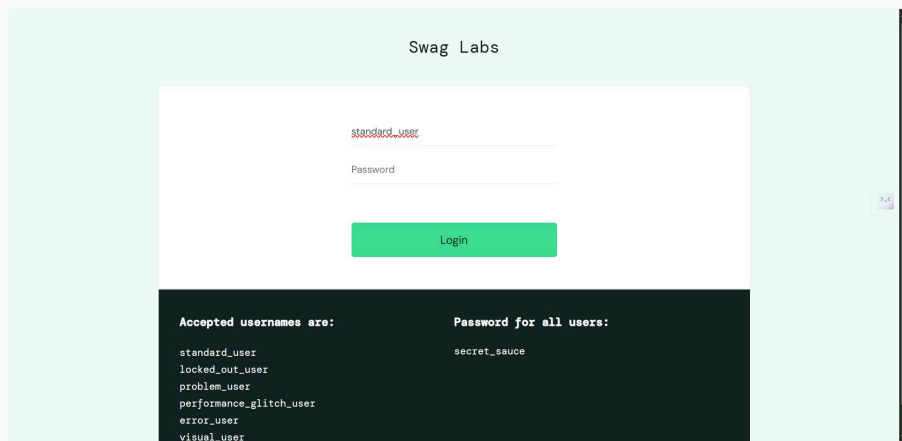 Swag Labs
standard_user
Password
Login
Accepted usernames are:
standard_user
locked_out_user
problem_user
performance_glitch_user
error_user
visual_user
Password for all users:
secret_sauce